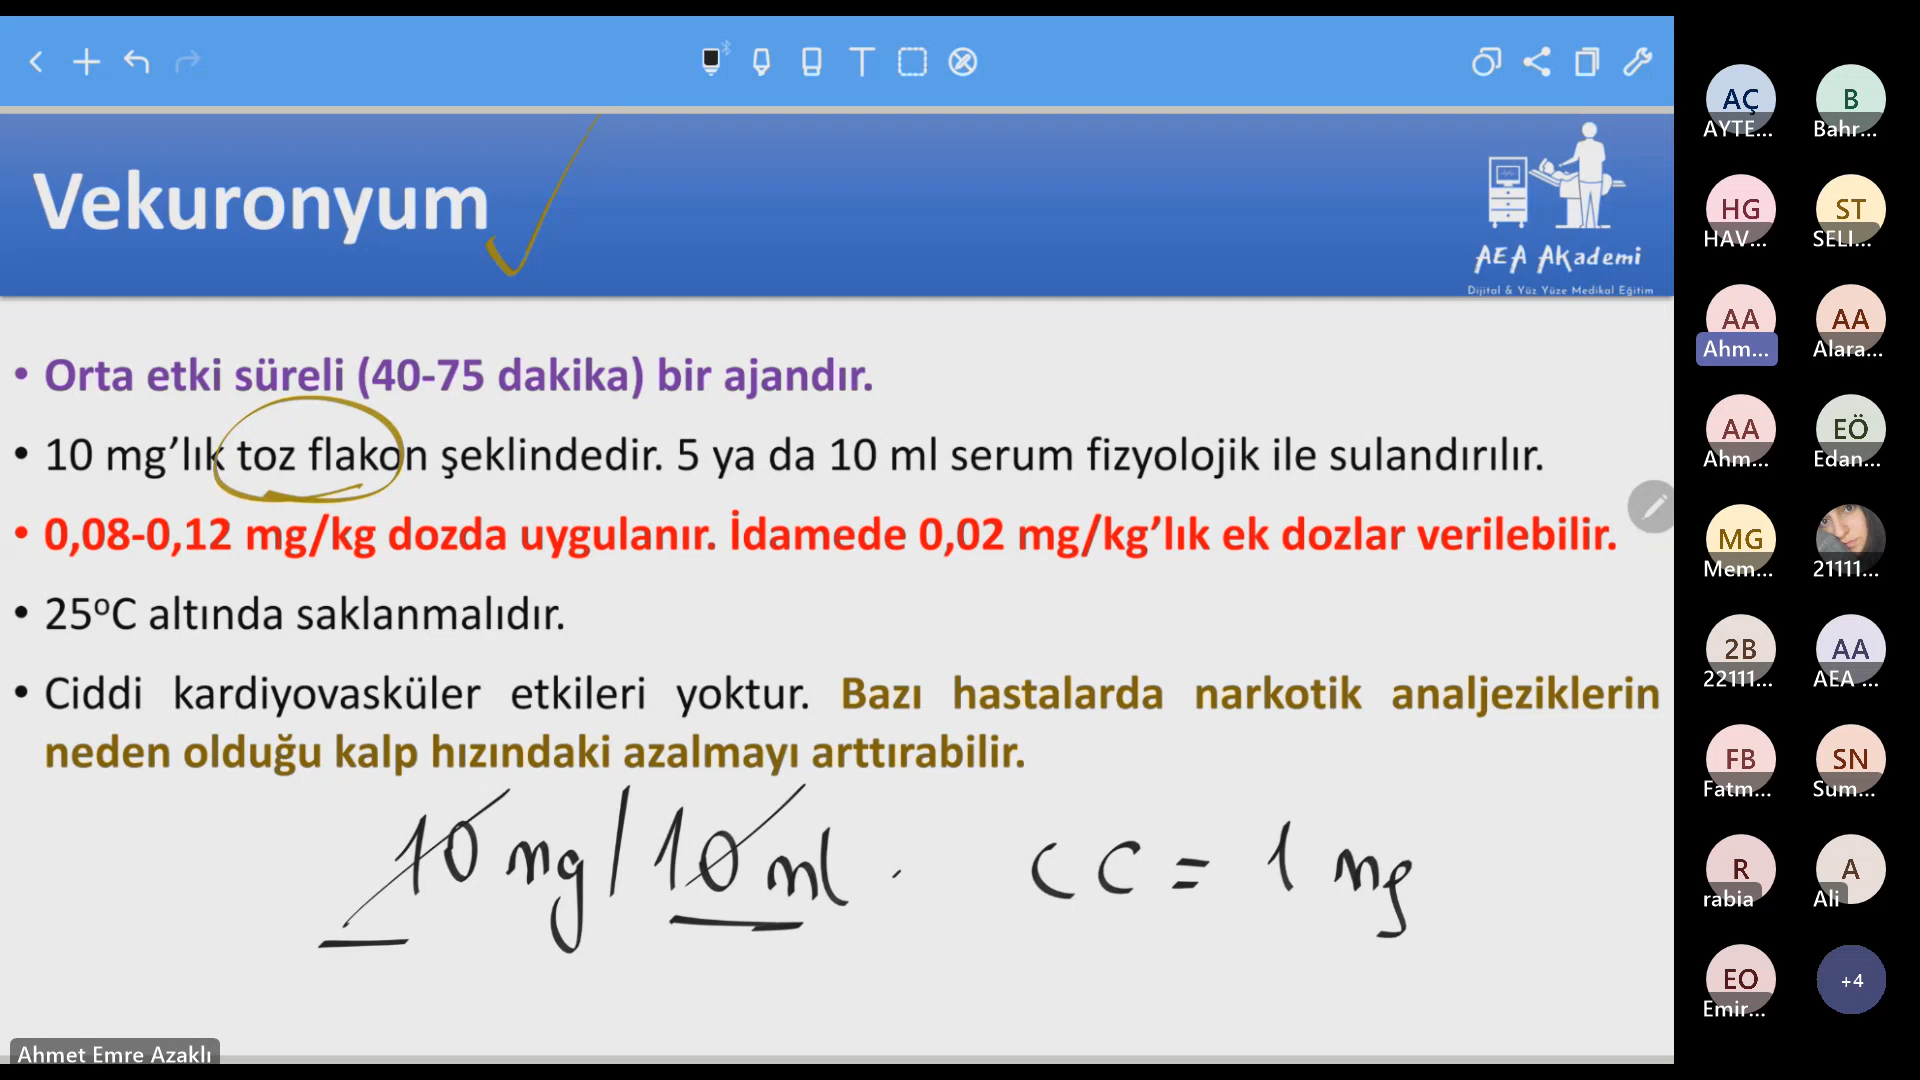 Vekuronyum
AEA AKademi
Dijital & Yüz Yüze Medikal Eğitim
• Orta etki süreli (40-75 dakika) bir ajandır.
• 10 mg’lık toz flakon şeklindedir. 5 ya da 10 ml serum fizyolojik ile sulandırılır.
• 0,08-0,12 mg/kg dozda uygulanır. İdamede 0,02 mg/kg’lık ek dozlar verilebilir.
• 25ºC altında saklanmalıdır.
• Ciddi kardiyovasküler etkileri yoktur. Bazı hastalarda narkotik analjeziklerin
neden olduğu kalp hızındaki azalmayı arttırabilir.
10 mg/10 ml . CC = 1 mg
Ahmet Emre Azaklı
AÇ B
AYTE... Bahr...
HG ST
HAV... SELI...
AA AA
Ahm... Alara...
AA EÖ
Ahm... Edan...
MG
Mem... 21111...
2B AA
22111... AEA ...
FB SN
Fatm... Sum...
R A
rabia Ali
EO +4
Emir...